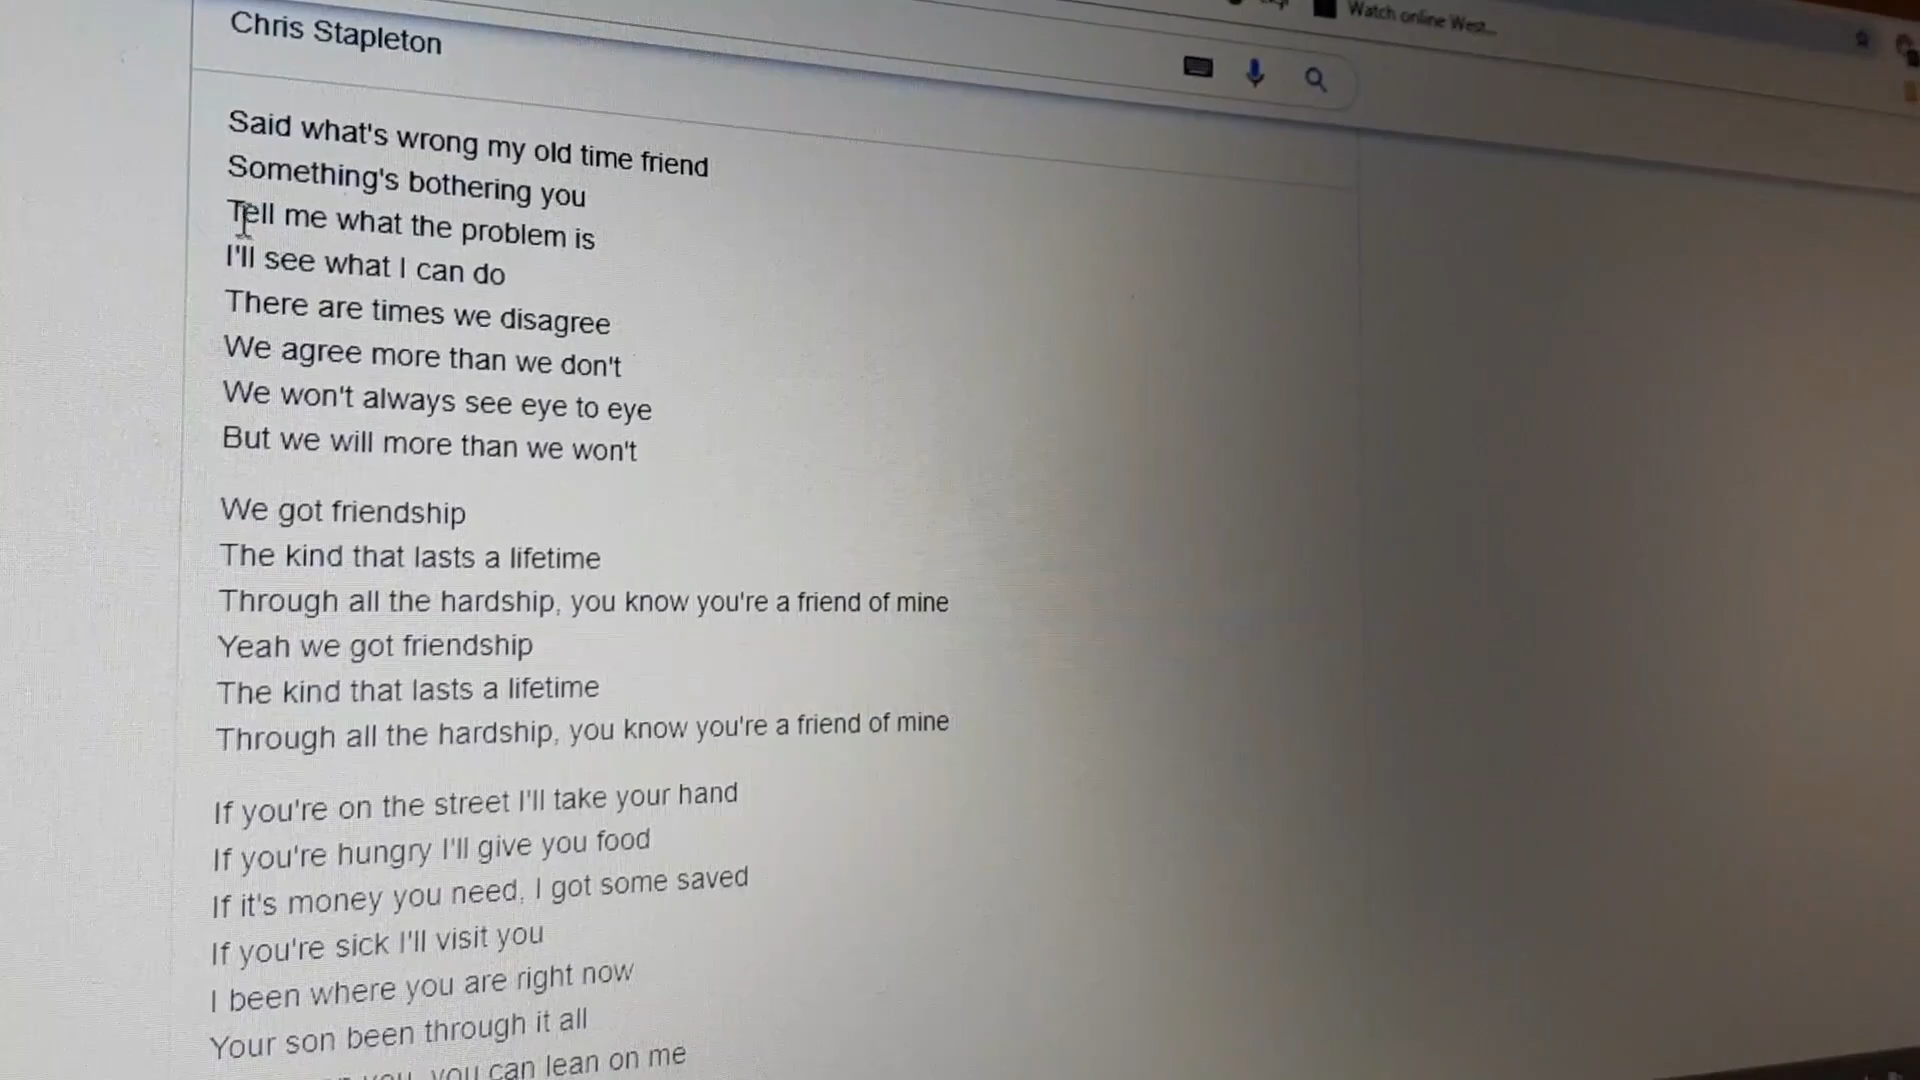 Watch online West...
Chris Stapleton
Said what's wrong my old time friend
Something's bothering you
Tell me what the problem is
I'll see what I can do
There are times we disagree
We agree more than we don't
We won't always see eye to eye
But we will more than we won't
We got friendship
The kind that lasts a lifetime
Through all the hardship, you know you're a friend of mine
Yeah we got friendship
The kind that lasts a lifetime
Through all the hardship, you know you're a friend of mine
If you're on the street I'll take your hand
If you're hungry I'll give you food
If it's money you need, I got some saved
If you're sick I'll visit you
I been where you are right now
Your son been through it all
you, you can lean on me